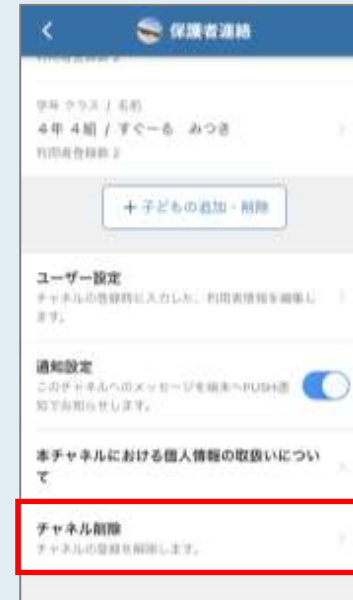 保護者連絡
学年 クラス / 名前
4年 4組 / すぐーる みつき
利用者登録数 2
+ 子どもの追加・削除
ユーザー設定
チャネルの登録時に入力した、利用者情報を編集し
ます。
通知設定
このチャネルへのメッセージを端末へPUSH通
知でお知らせします。
本チャネルにおける個人情報の取扱いについ
て
チャネル削除
チャネルの登録を解除します。